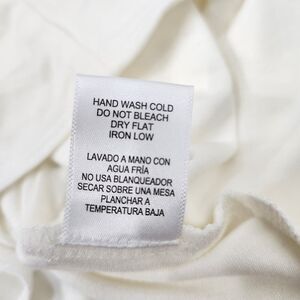 HAND WASH COLD
DO NOT BLEACH
DRY FLAT
IRON LOW
LAVADO A MANO CON
AGUA FRÍA
NO USA BLANQUEADOR
SECAR SOBRE UNA MESA
PLANCHAR A
TEMPERATURA BAJA